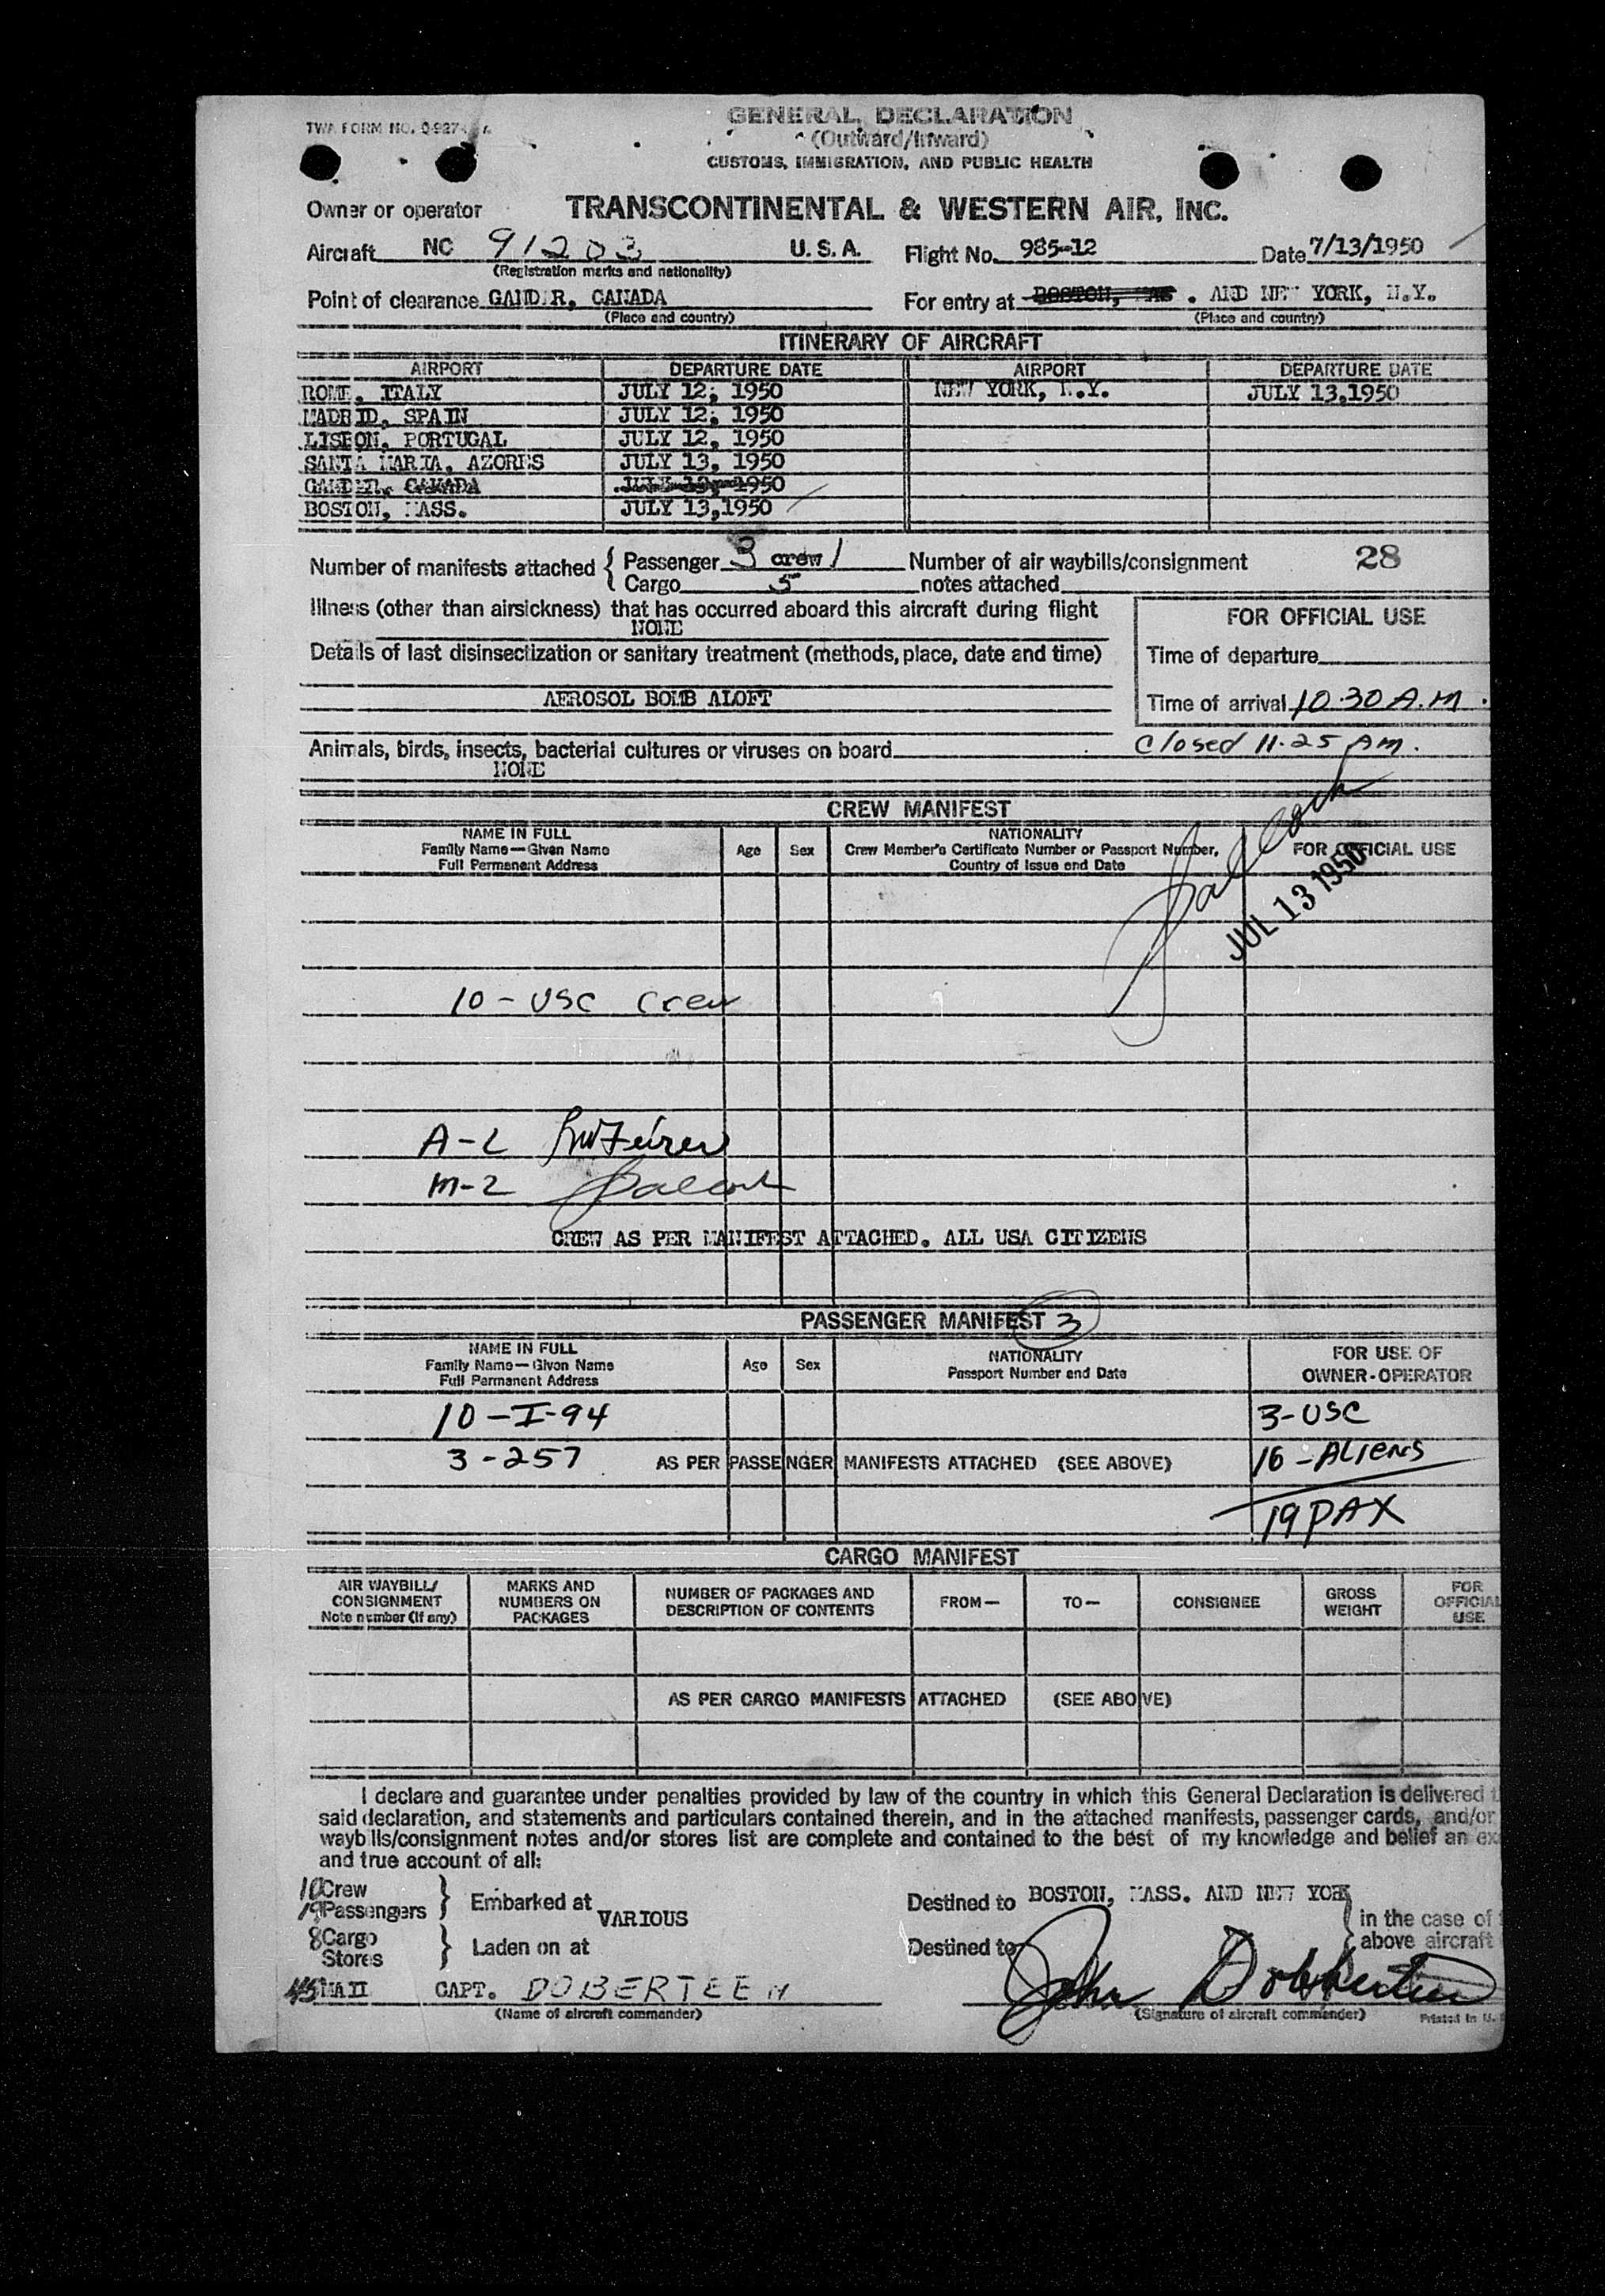 TWA FORM NO.
GENERAL DECLARATION
(Outward/Inward)
CUSTOMS, IMMIGRATION, AND PUBLIC HEALTH
Owner or operator TRANSCONTINENTAL & WESTERN AIR, INC.
Aircraft NC 91203 U.S.A. Flight No. 985-12 Date 7/13/1950
(Registration marks and nationality)
Point of clearance GANDER, CANADA For entry at BOSTON, AND NEW YORK, N.Y.
(Place and country) (Place and country)
ITINERARY OF AIRCRAFT
AIRPORT DEPARTURE DATE AIRPORT DEPARTURE DATE
ROME, ITALY JULY 12, 1950 NEW YORK, N.Y. JULY 13,1950
MADRID, SPAIN JULY 12, 1950
LISBON, PORTUGAL JULY 12, 1950
SANTA MARIA, AZORES JULY 13, 1950
GANDER, CANADA JULY 13, 1950
BOSTON, MASS. JULY 13,1950
Number of manifests attached { Passenger 3 crew 1 Number of air waybills/consignment 28
Cargo 5 notes attached
Illness (other than airsickness) that has occurred aboard this aircraft during flight
NONE
FOR OFFICIAL USE
Details of last disinsectization or sanitary treatment (methods, place, date and time)
Time of departure
AEROSOL BOMB ALOFT
Time of arrival 10.30 A.M.
Animals, birds, insects, bacterial cultures or viruses on board
Closed 11.25 AM.
NONE
CREW MANIFEST
NAME IN FULL
Family Name—Given Name
Full Permanent Address
Age Sex
NATIONALITY
Crew Member's Certificate Number or Passport Number,
Country of Issue and Date
FOR OFFICIAL USE
JUL 13 1950
10 - USC Crew
A-L
M-2
CREW AS PER MANIFEST ATTACHED. ALL USA CITIZENS
PASSENGER MANIFEST 3
NAME IN FULL
Family Name—Given Name
Full Permanent Address
Age Sex
NATIONALITY
Passport Number and Date
FOR USE OF
OWNER-OPERATOR
10-I-94 3-USC
3-257 AS PER PASSENGER MANIFESTS ATTACHED (SEE ABOVE) 16-ALIENS
19 PAX
CARGO MANIFEST
AIR WAYBILL/
CONSIGNMENT
Note number (if any)
MARKS AND
NUMBERS ON
PACKAGES
NUMBER OF PACKAGES AND
DESCRIPTION OF CONTENTS
FROM— TO— CONSIGNEE
GROSS
WEIGHT
FOR
OFFICIAL
USE
AS PER CARGO MANIFESTS ATTACHED (SEE ABOVE)
I declare and guarantee under penalties provided by law of the country in which this General Declaration is delivered
said declaration, and statements and particulars contained therein, and in the attached manifests, passenger cards, and/or
waybills/consignment notes and/or stores list are complete and contained to the best of my knowledge and belief an ex
and true account of all:
10 Crew
19 Passengers } Embarked at VARIOUS Destined to BOSTON, MASS. AND NEW YORK
in the case of
8 Cargo
Stores } Laden on at Destined to above aircraft
MAIL CAPT. DOBERTEEN John Dobbertin
(Name of aircraft commander) (Signature of aircraft commander) Printed in U.